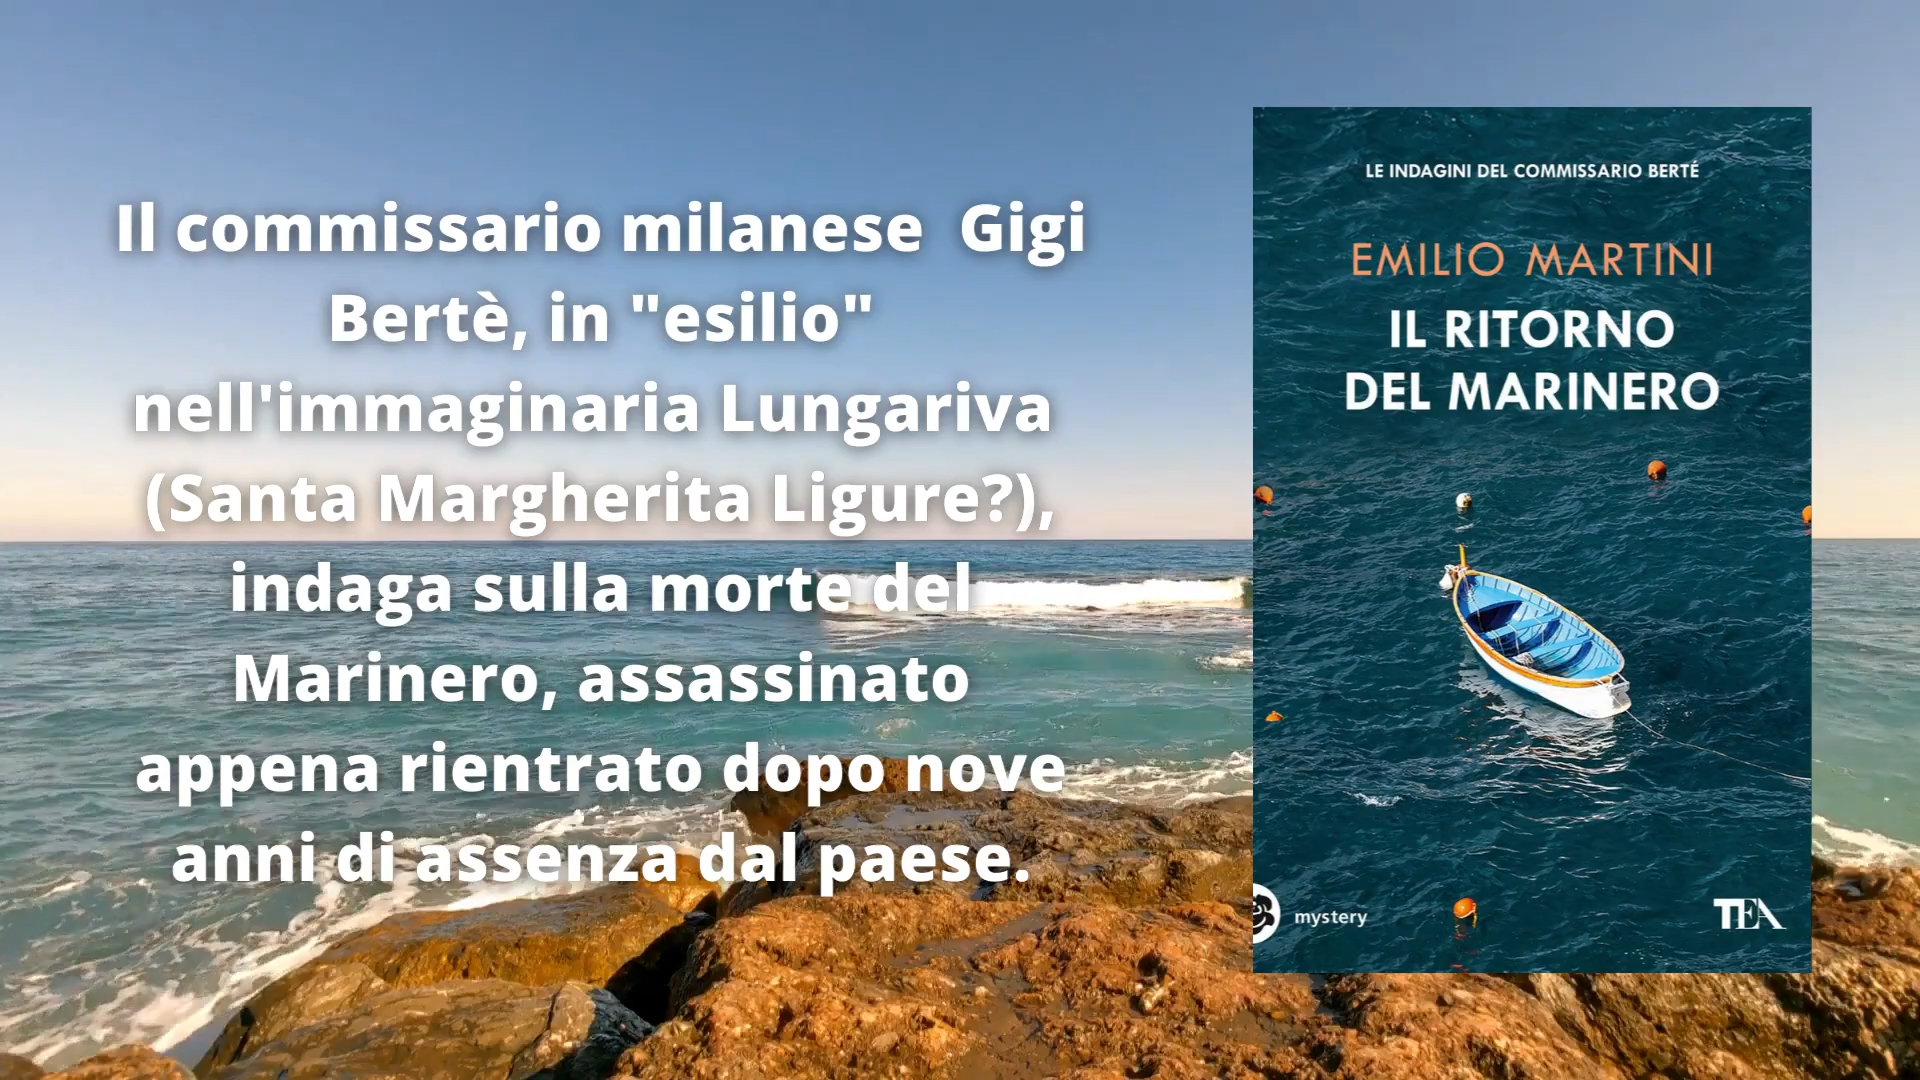 Il commissario milanese  Gigi
Bertè, in "esilio"
nell'immaginaria Lungariva
(Santa Margherita Ligure?),
indaga sulla morte del
Marinero, assassinato
appena rientrato dopo nove
anni di assenza dal paese.
LE INDAGINI DEL COMMISSARIO BERTÉ
EMILIO MARTINI
IL RITORNO
DEL MARINERO
mystery
TEA